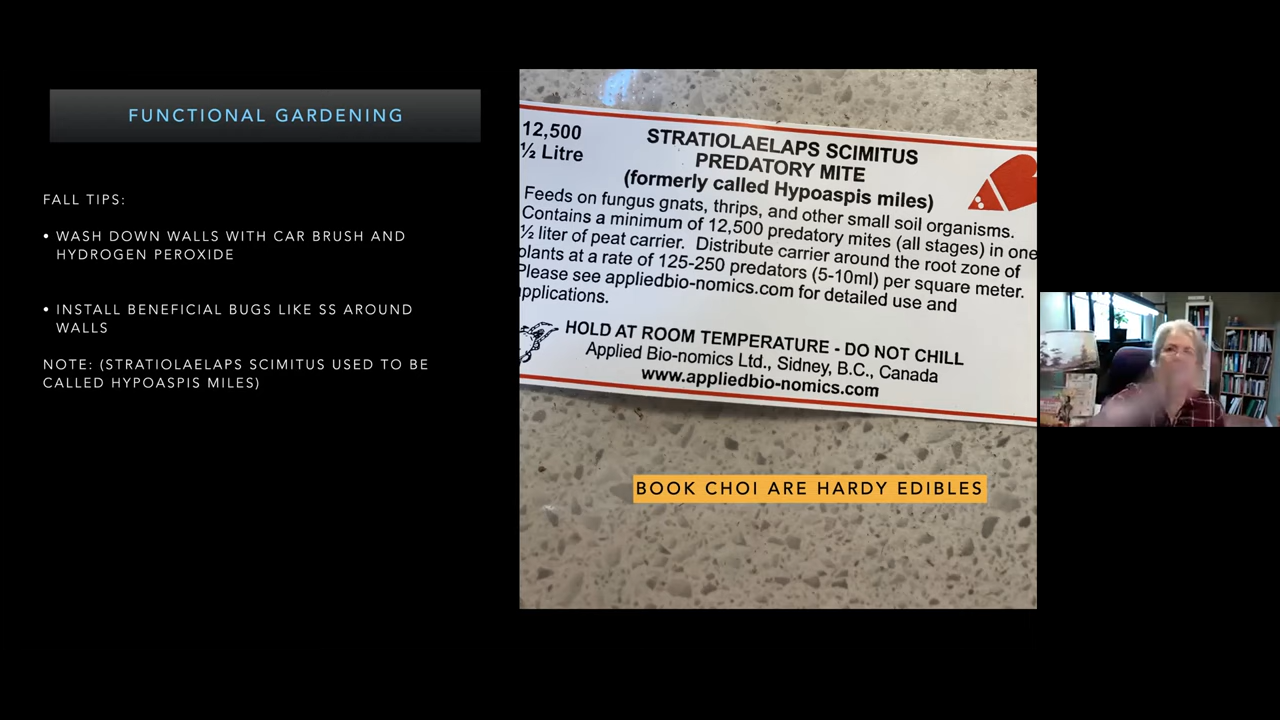 FUNCTIONAL GARDENING
FALL TIPS:
• WASH DOWN WALLS WITH CAR BRUSH AND
HYDROGEN PEROXIDE
• INSTALL BENEFICIAL BUGS LIKE SS AROUND
WALLS
NOTE: (STRATIOLAELAPS SCIMITUS USED TO BE
CALLED HYPOASPIS MILES)
12,500
½ Litre
STRATIOLAELAPS SCIMITUS
PREDATORY MITE
(formerly called Hypoaspis miles)
Feeds on fungus gnats, thrips, and other small soil organisms.
Contains a minimum of 12,500 predatory mites (all stages) in one
½ liter of peat carrier. Distribute carrier around the root zone of
plants at a rate of 125-250 predators (5-10ml) per square meter.
Please see appliedbio-nomics.com for detailed use and
applications.
HOLD AT ROOM TEMPERATURE - DO NOT CHILL
Applied Bio-nomics Ltd., Sidney, B.C., Canada
www.appliedbio-nomics.com
BOOK CHOI ARE HARDY EDIBLES